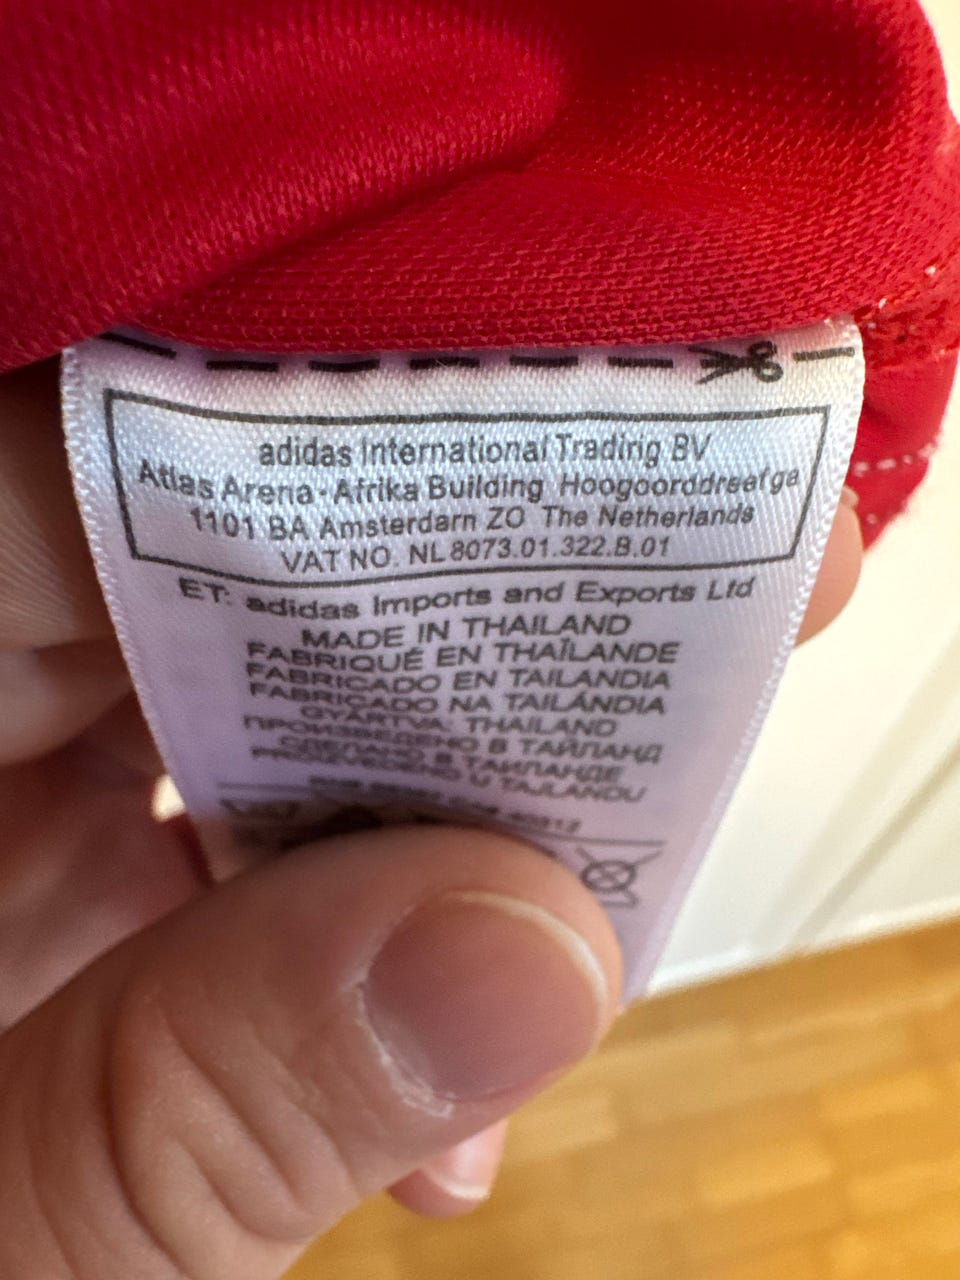 adidas International Trading BV
Atlas Arena - Afrika Building Hoogoorddreef 9a
1101 BA Amsterdam ZO The Netherlands
VAT NO. NL8073.01.322.B.01
ET: adidas Imports and Exports Ltd
MADE IN THAILAND
FABRIQUÉ EN THAÏLANDE
FABRICADO EN TAILANDIA
FABRICADO NA TAILÂNDIA
GYÁRTVA: THAILAND
ПРОИЗВЕДЕНО В ТАЙЛАНД
СДЕЛАНО В ТАИЛАНДЕ
PROIZVEDENO U TAJLANDU